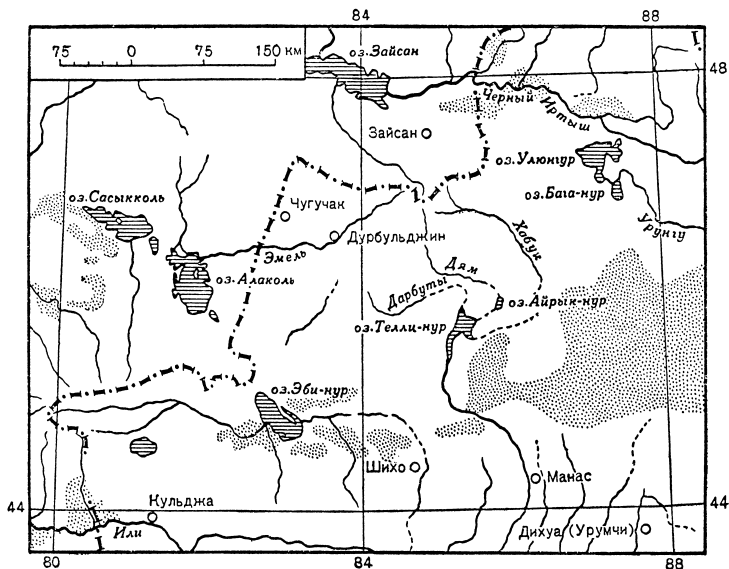 84
88
75 0 75 150 км
оз. Зайсан
48
Черный Иртыш
Зайсан
оз. Улюнгур
оз. Бага-нур
оз. Сасыкколь
Чугучак
Урунгу
Хобук
Дурбульджин
Эмель
Дям
оз. Алаколь
Дарбуты
оз. Айрык-нур
оз. Телли-нур
оз. Эби-нур
Шихо
Манас
44
Кульджа
44
Или
Дихуа (Урумчи)
80
84
88